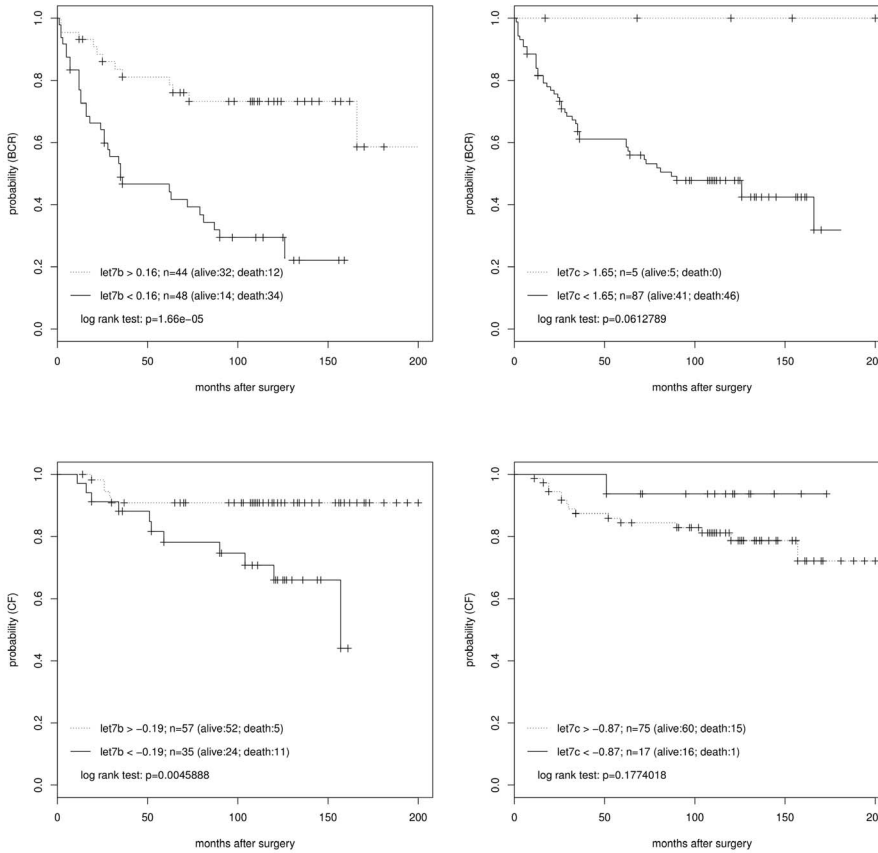 probability (BCR)
0.0
0.2
0.4
0.6
0.8
1.0
let7b > 0.16; n=44 (alive:32; death:12)
let7b < 0.16; n=48 (alive:14; death:34)
log rank test: p=1.66e−05
0 50 100 150 200
months after surgery
probability (BCR)
0.0
0.2
0.4
0.6
0.8
1.0
let7c > 1.65; n=5 (alive:5; death:0)
let7c < 1.65; n=87 (alive:41; death:46)
log rank test: p=0.0612789
0 50 100 150 200
months after surgery
probability (CF)
0.0
0.2
0.4
0.6
0.8
1.0
let7b > −0.19; n=57 (alive:52; death:5)
let7b < −0.19; n=35 (alive:24; death:11)
log rank test: p=0.0045888
0 50 100 150 200
months after surgery
probability (CF)
0.0
0.2
0.4
0.6
0.8
1.0
let7c > −0.87; n=75 (alive:60; death:15)
let7c < −0.87; n=17 (alive:16; death:1)
log rank test: p=0.1774018
0 50 100 150 200
months after surgery